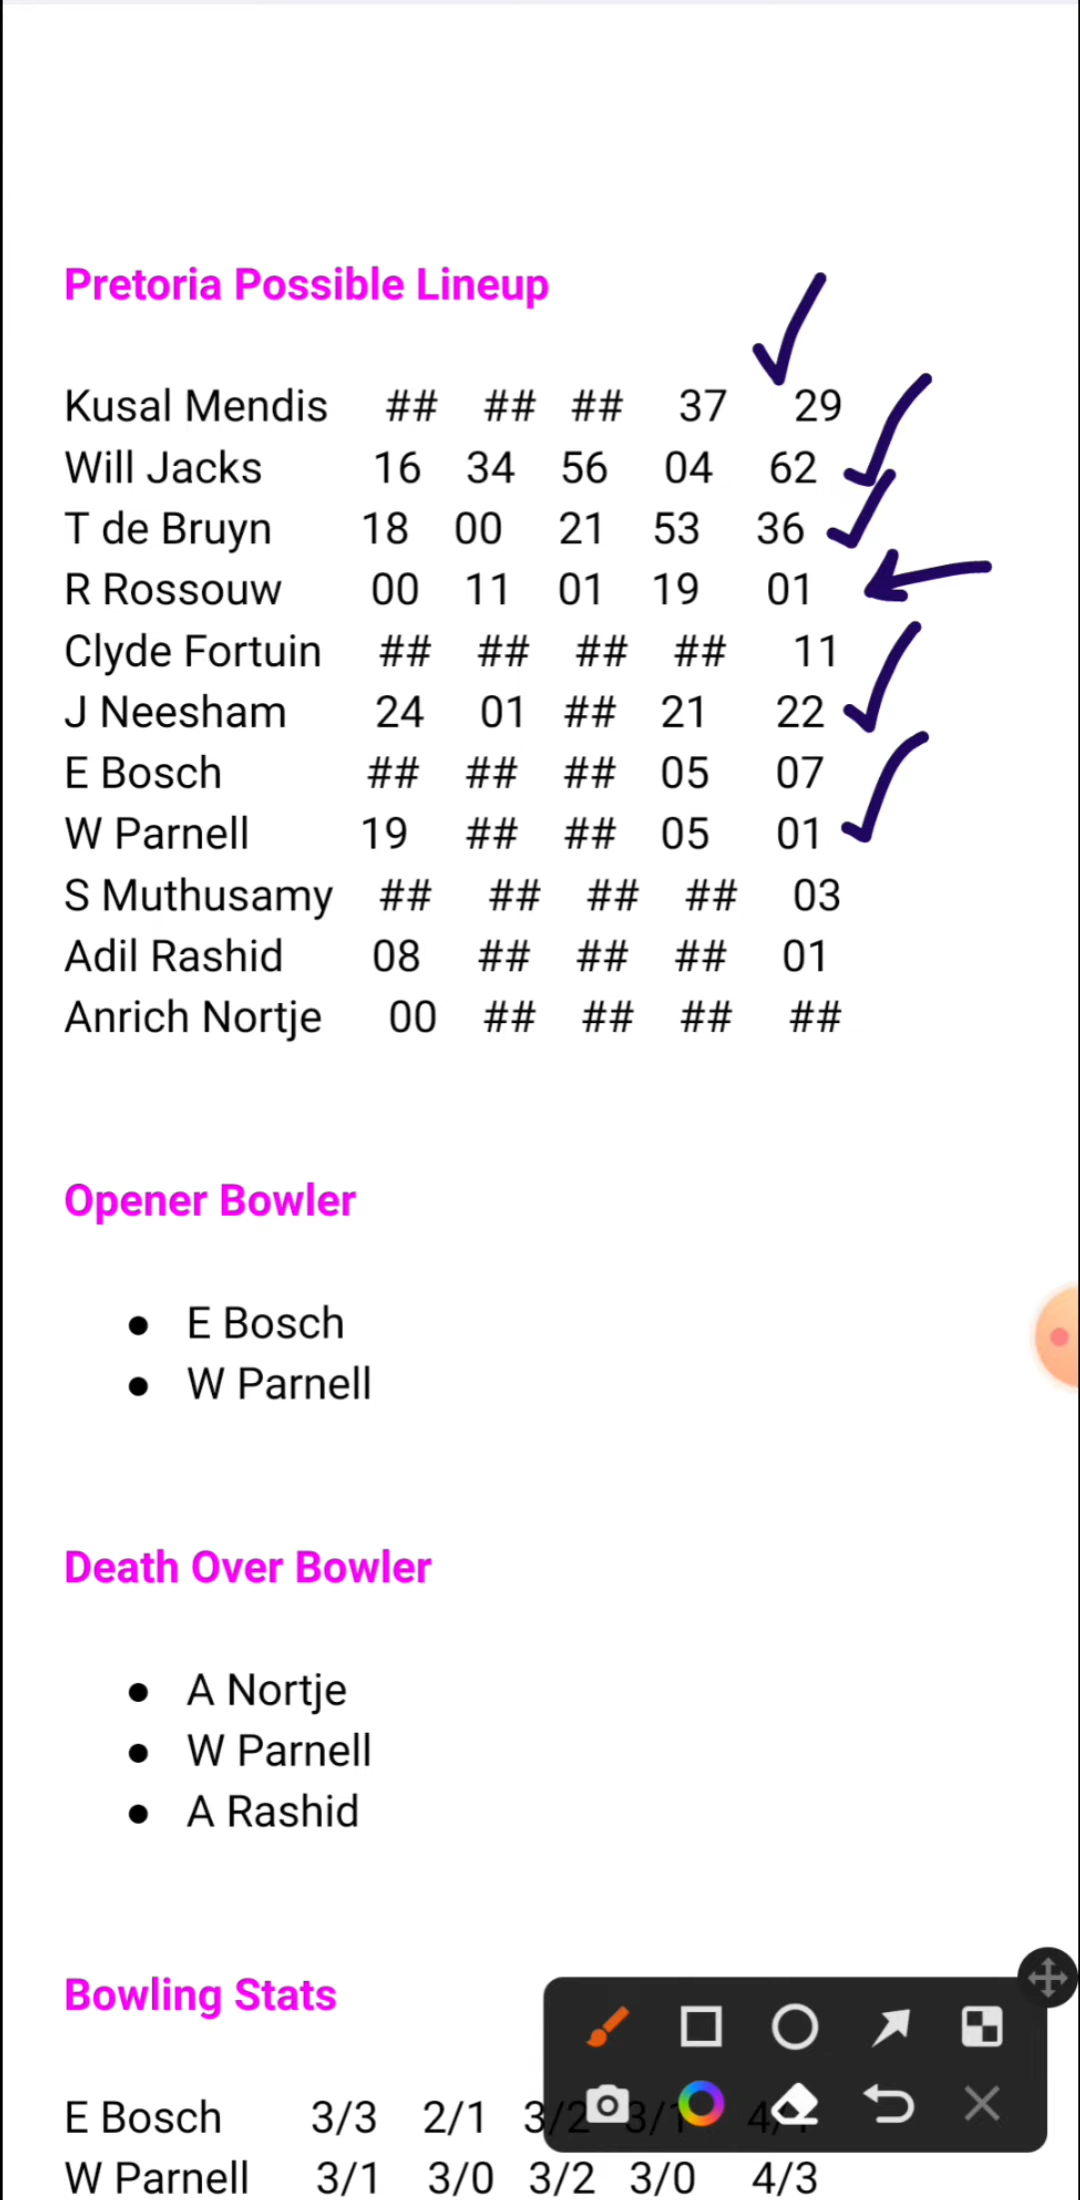 Pretoria Possible Lineup
Kusal Mendis ## ## ## 37 29
Will Jacks 16 34 56 04 62
T de Bruyn 18 00 21 53 36
R Rossouw 00 11 01 19 01
Clyde Fortuin ## ## ## ## 11
J Neesham 24 01 ## 21 22
E Bosch ## ## ## 05 07
W Parnell 19 ## ## 05 01
S Muthusamy ## ## ## ## 03
Adil Rashid 08 ## ## ## 01
Anrich Nortje 00 ## ## ## ##
Opener Bowler
● E Bosch
● W Parnell
Death Over Bowler
● A Nortje
● W Parnell
● A Rashid
Bowling Stats
E Bosch 3/3 2/1 3/2
W Parnell 3/1 3/0 3/2 3/0 4/3